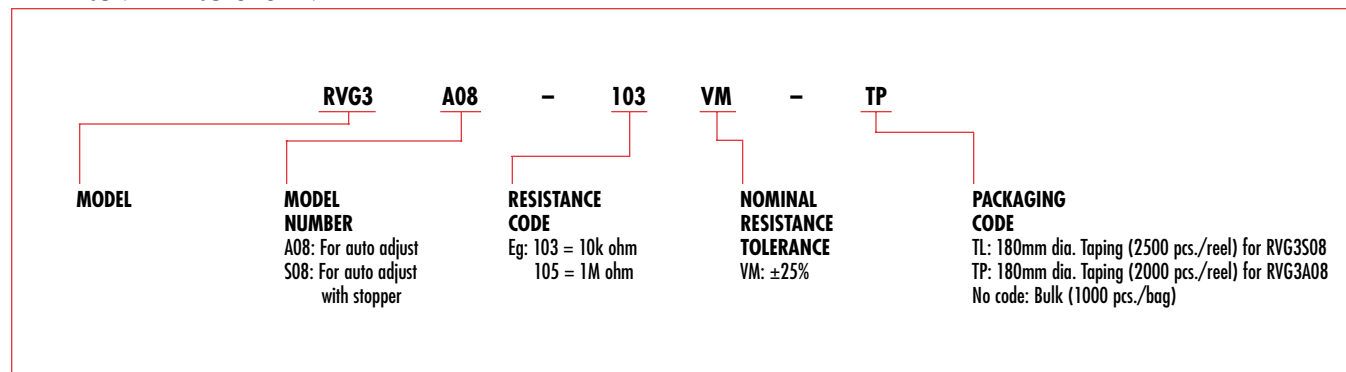 RVG3 A08 – 103 VM – TP
MODEL
MODEL
NUMBER
A08: For auto adjust
S08: For auto adjust
with stopper
RESISTANCE
CODE
Eg: 103 = 10k ohm
105 = 1M ohm
NOMINAL
RESISTANCE
TOLERANCE
VM: ±25%
PACKAGING
CODE
TL: 180mm dia. Taping (2500 pcs./reel) for RVG3S08
TP: 180mm dia. Taping (2000 pcs./reel) for RVG3A08
No code: Bulk (1000 pcs./bag)